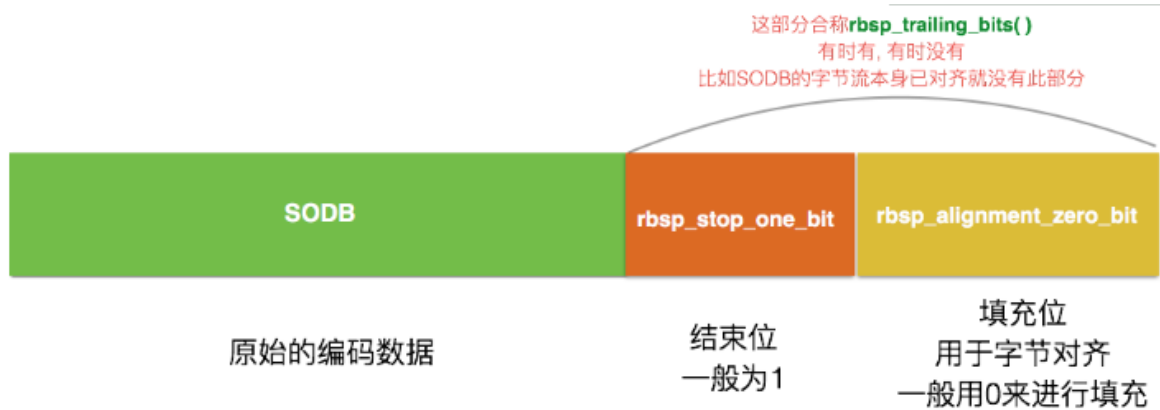 这部分合称rbsp_trailing_bits( )
有时有, 有时没有
比如SODB的字节流本身已对齐就没有此部分
SODB
rbsp_stop_one_bit
rbsp_alignment_zero_bit
原始的编码数据
结束位
一般为1
填充位
用于字节对齐
一般用0来进行填充